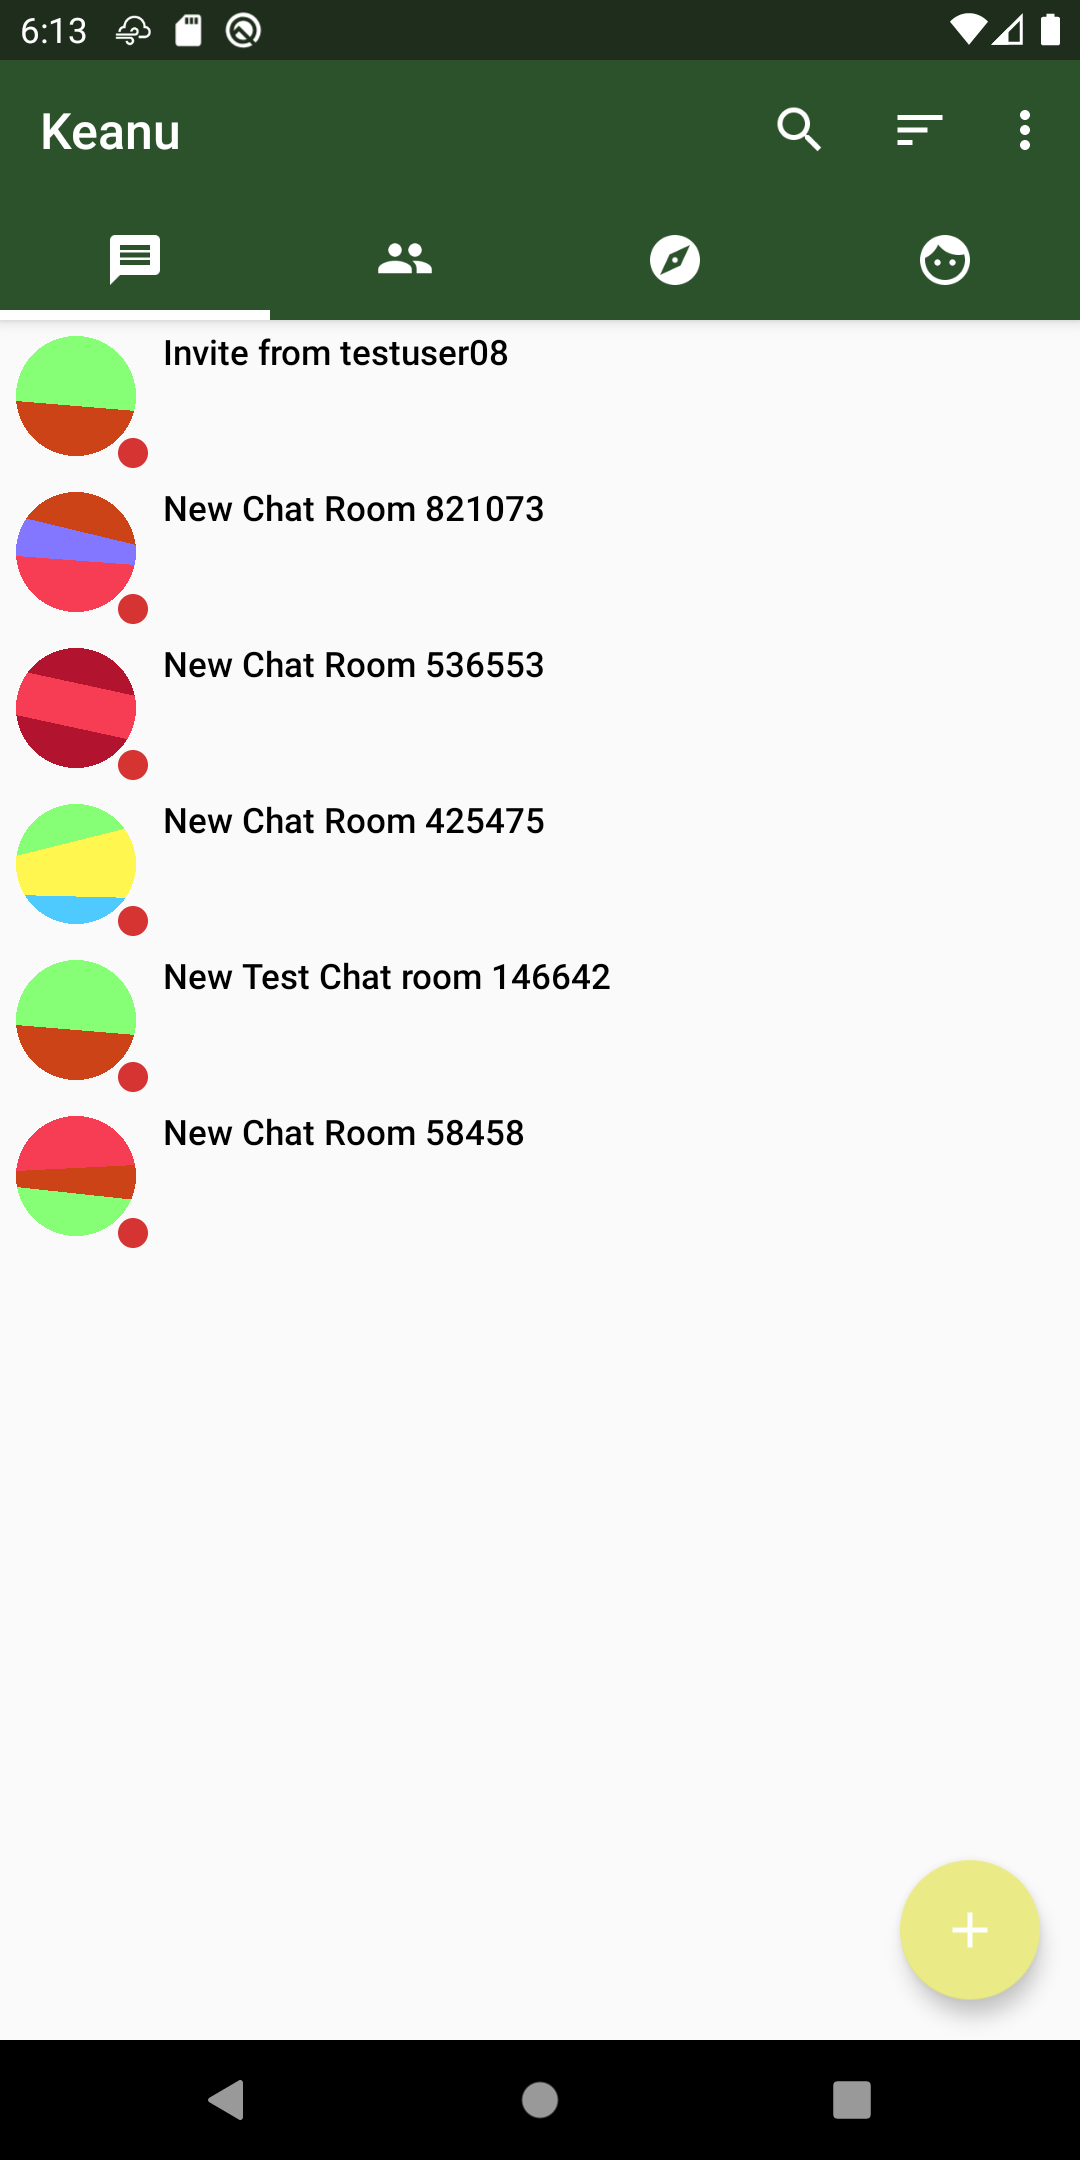 6:13
Keanu
Invite from testuser08
New Chat Room 821073
New Chat Room 536553
New Chat Room 425475
New Test Chat room 146642
New Chat Room 58458